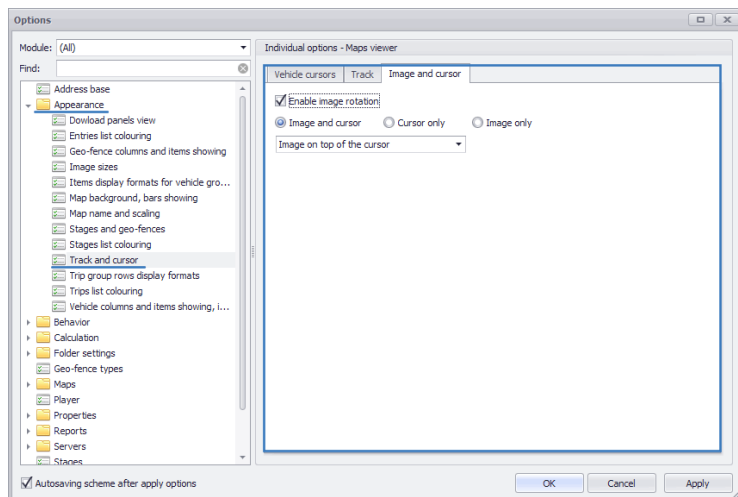 Options
Module: (All)
Find:
Address base
Appearance
Dowload panels view
Entries list colouring
Geo-fence columns and items showing
Image sizes
Items display formats for vehicle gro...
Map background, bars showing
Map name and scaling
Stages and geo-fences
Stages list colouring
Track and cursor
Trip group rows display formats
Trips list colouring
Vehicle columns and items showing, i...
Behavior
Calculation
Folder settings
Geo-fence types
Maps
Player
Properties
Reports
Servers
Stages
Individual options - Maps viewer
Vehicle cursors Track Image and cursor
Enable image rotation
Image and cursor Cursor only Image only
Image on top of the cursor
Autosaving scheme after apply options
OK Cancel Apply